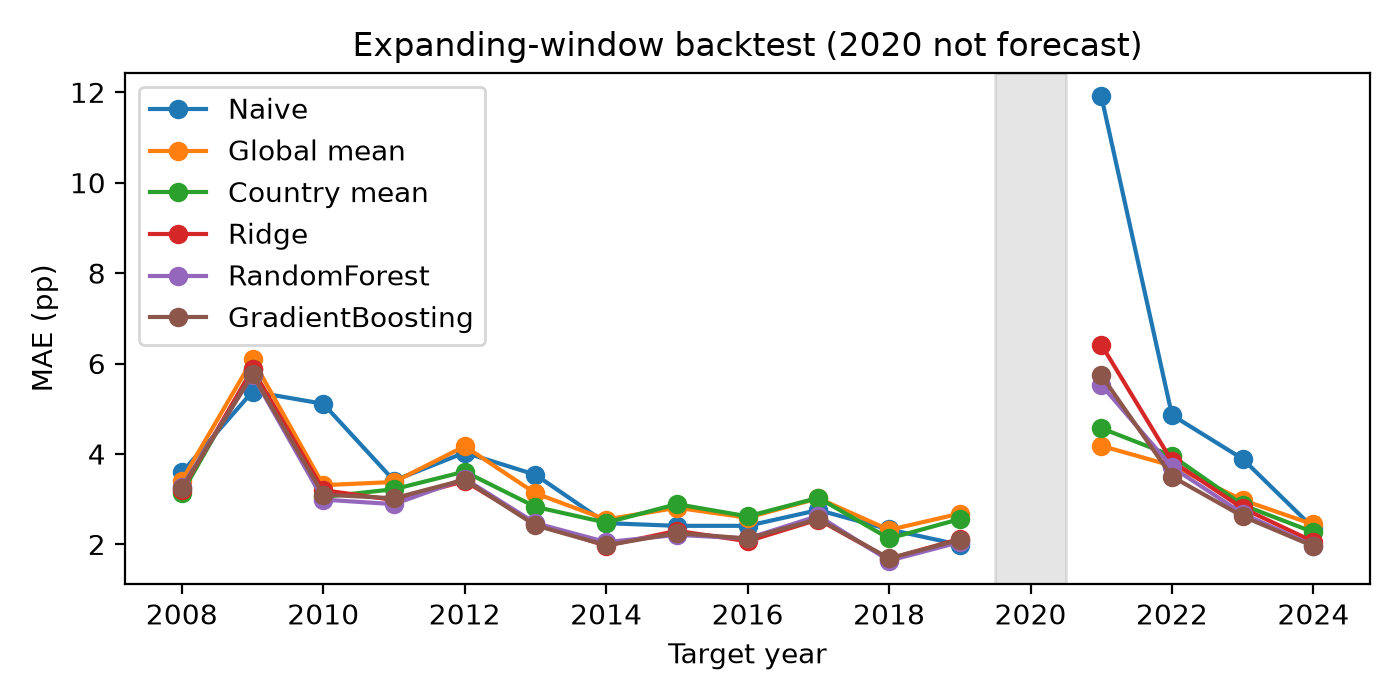 Expanding-window backtest (2020 not forecast)
12
10
8
6
4
2
MAE (pp)
Naive
Global mean
Country mean
Ridge
RandomForest
GradientBoosting
2008 2010 2012 2014 2016 2018 2020 2022 2024
Target year